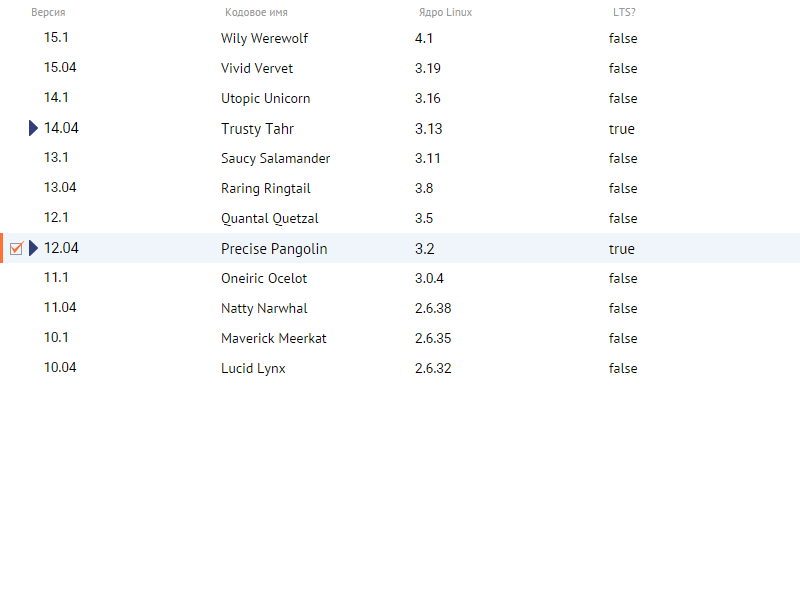 Версия Кодовое имя Ядро Linux LTS?
15.1 Wily Werewolf 4.1 false
15.04 Vivid Vervet 3.19 false
14.1 Utopic Unicorn 3.16 false
14.04 Trusty Tahr 3.13 true
13.1 Saucy Salamander 3.11 false
13.04 Raring Ringtail 3.8 false
12.1 Quantal Quetzal 3.5 false
12.04 Precise Pangolin 3.2 true
11.1 Oneiric Ocelot 3.0.4 false
11.04 Natty Narwhal 2.6.38 false
10.1 Maverick Meerkat 2.6.35 false
10.04 Lucid Lynx 2.6.32 false